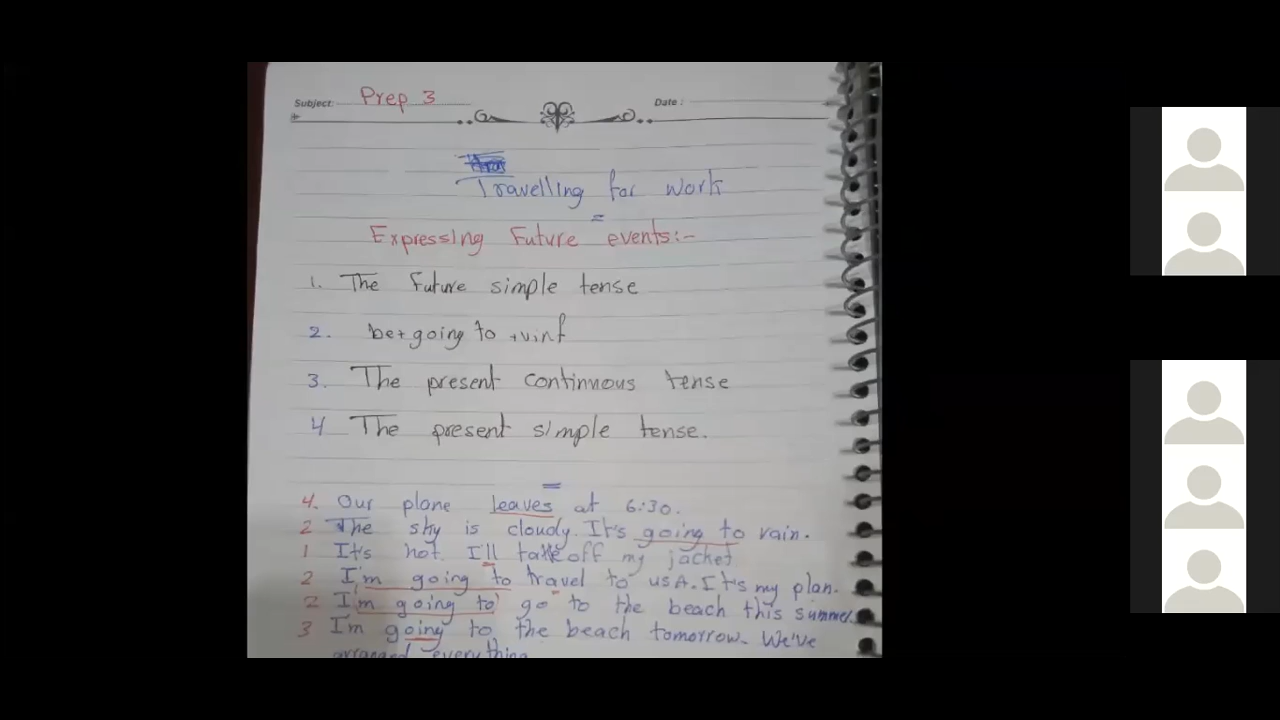 Subject: Prep 3
Date :
Travelling for work
Expressing Future events:-
1. The Future simple tense
2. be+going to +vinf
3. The present continuous tense
4 The present simple tense.
4. Our plane leaves at 6:30.
2 The sky is cloudy. It's going to rain.
1 It's hot. I'll take off my jacket
2 I'm going to travel to USA. It's my plan.
2 I'm going to go to the beach this summer
3 I'm going to the beach tomorrow. We've
arranged everything